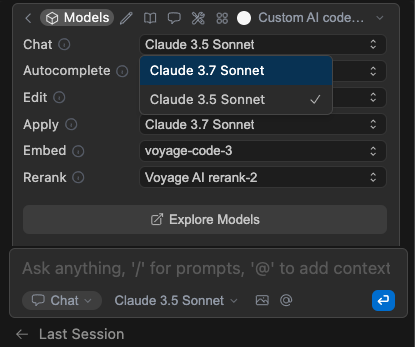 Models Custom AI code...
Chat Claude 3.5 Sonnet
Autocomplete Claude 3.7 Sonnet
Edit Claude 3.5 Sonnet
Apply Claude 3.7 Sonnet
Embed voyage-code-3
Rerank Voyage AI rerank-2
Explore Models
Ask anything, '/' for prompts, '@' to add context
Chat Claude 3.5 Sonnet @
Last Session